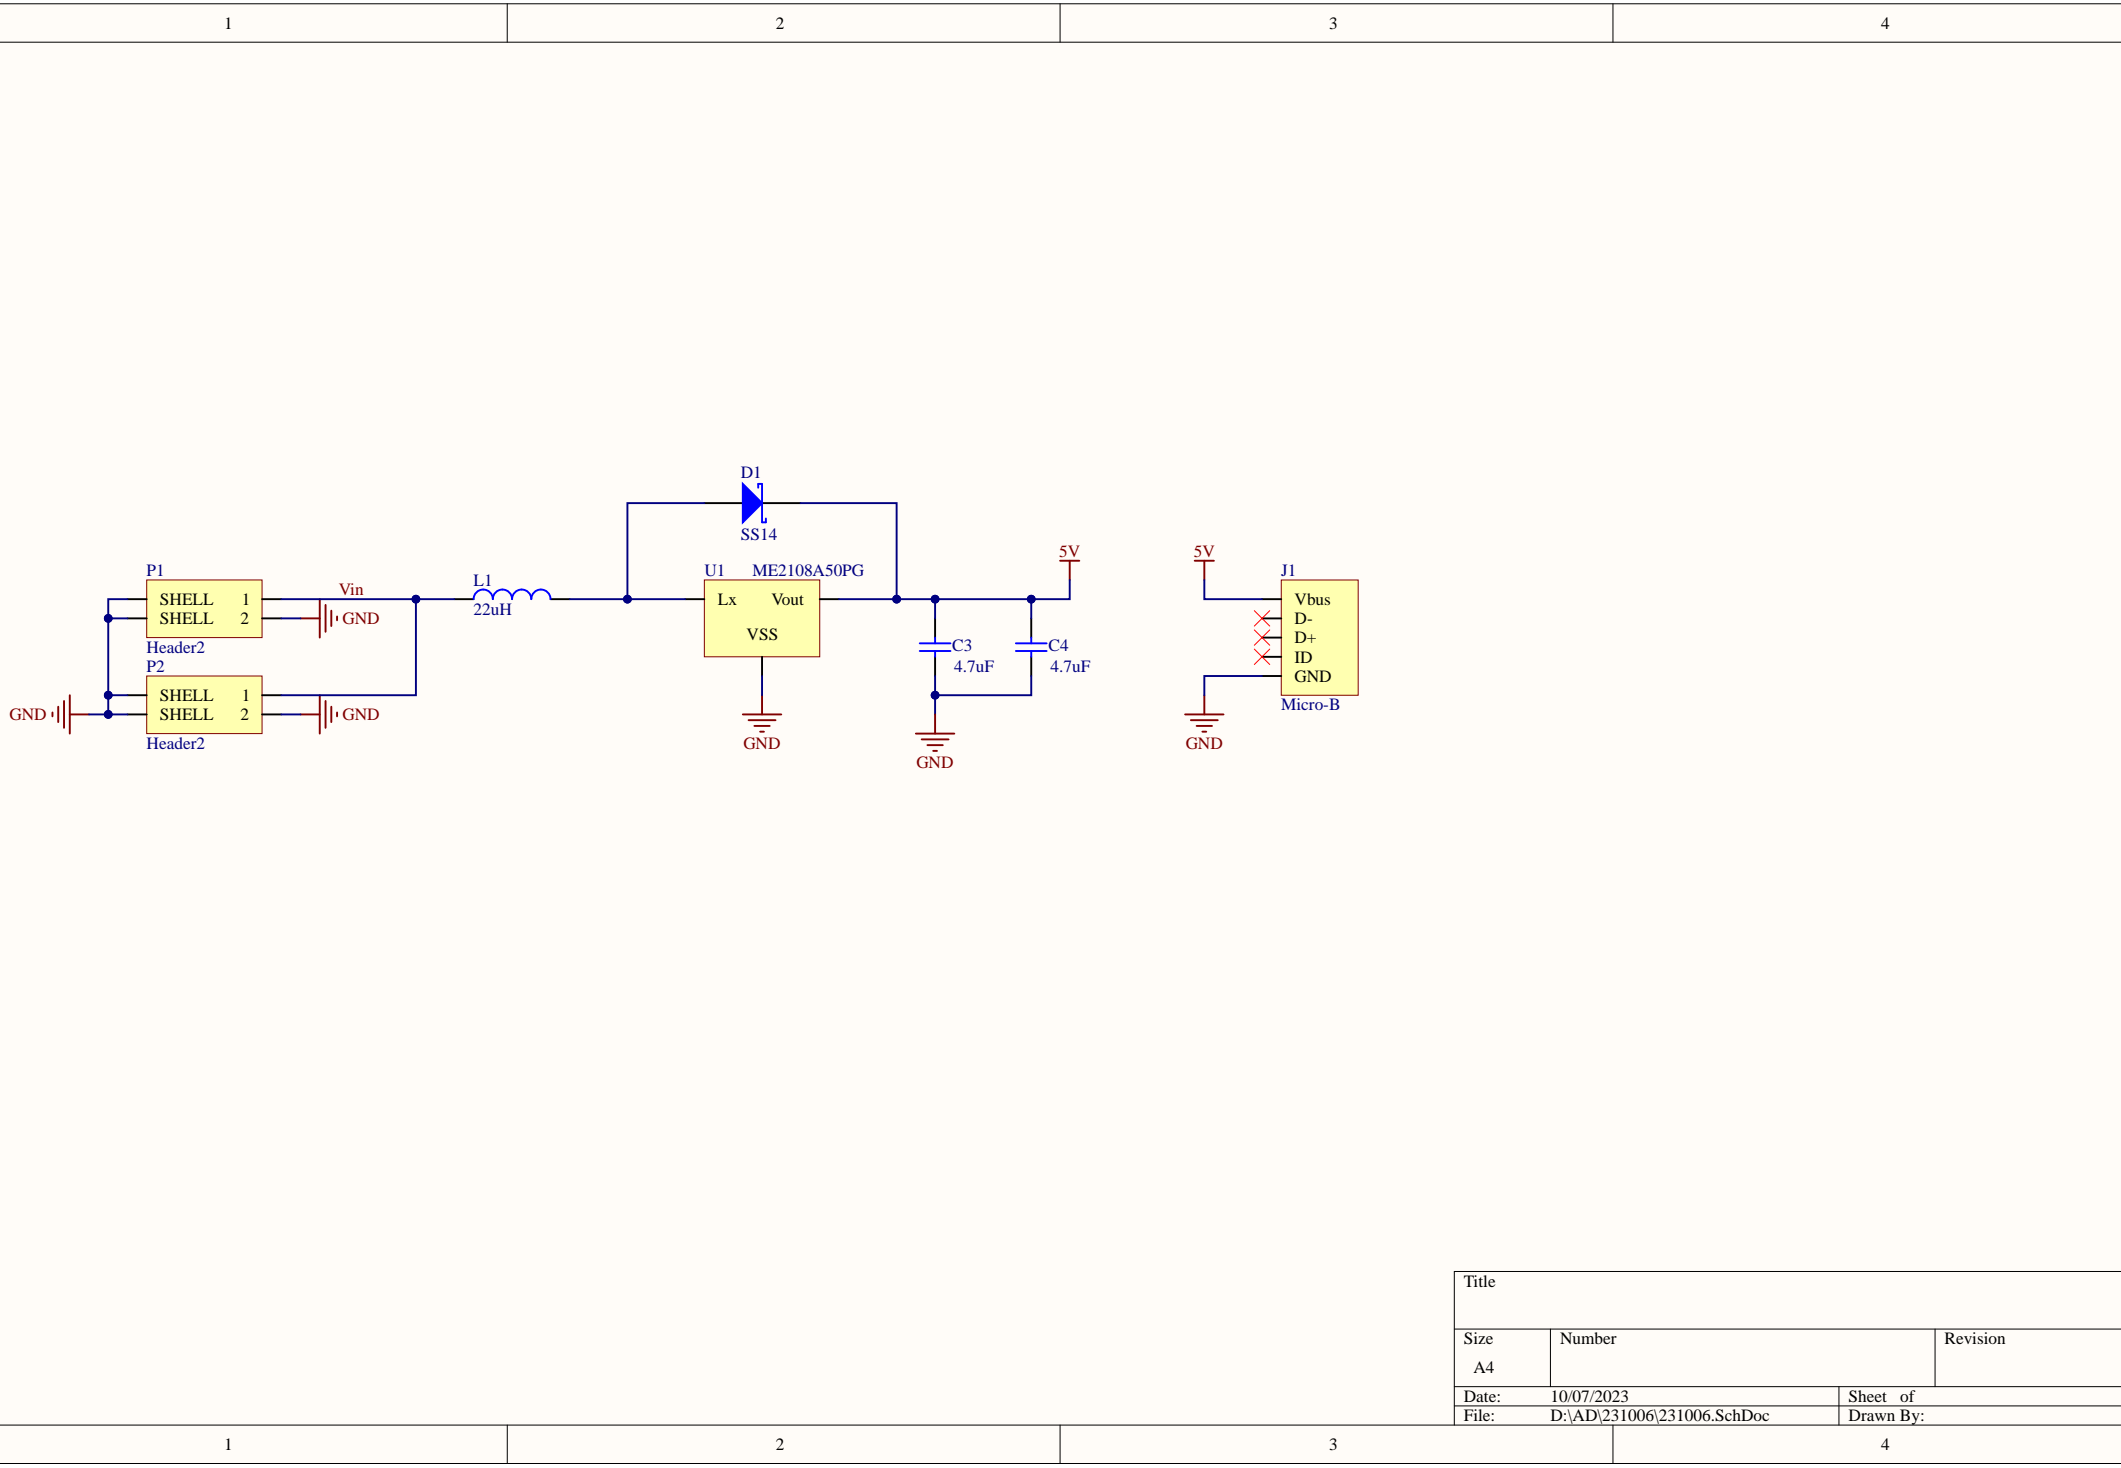 1 2 3 4
D1
SS14
5V 5V
P1
SHELL 1
SHELL 2
Header2
Vin
GND
L1
22uH
U1 ME2108A50PG
Lx Vout
VSS
GND
C3
4.7uF
C4
4.7uF
GND
J1
Vbus
D-
D+
ID
GND
Micro-B
GND
P2
SHELL 1
SHELL 2
Header2
GND
GND
Title
Size
A4
Number
Revision
Date: 10/07/2023
Sheet of
File: D:\AD\231006\231006.SchDoc
Drawn By:
1 2 3 4